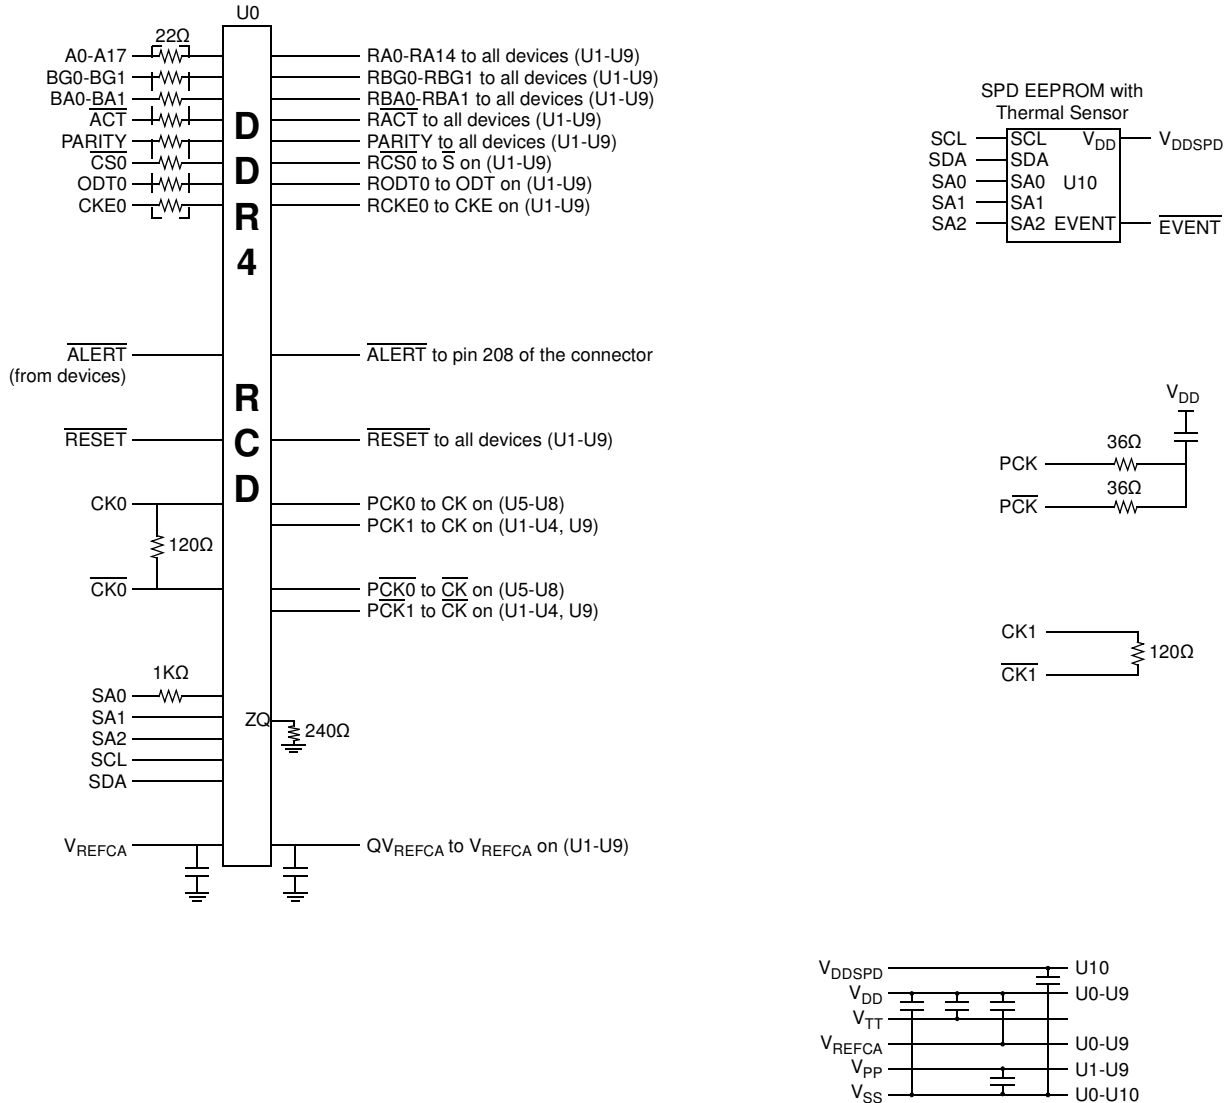 U0
22Ω
A0-A17
RA0-RA14 to all devices (U1-U9)
BG0-BG1
RBG0-RBG1 to all devices (U1-U9)
BA0-BA1
RBA0-RBA1 to all devices (U1-U9)
ACT
RACT to all devices (U1-U9)
PARITY
PARITY to all devices (U1-U9)
CS0
RCS0 to S on (U1-U9)
ODT0
RODT0 to ODT on (U1-U9)
CKE0
RCKE0 to CKE on (U1-U9)
DDR4 RCD
ALERT
(from devices)
ALERT to pin 208 of the connector
RESET
RESET to all devices (U1-U9)
CK0
PCK0 to CK on (U5-U8)
PCK1 to CK on (U1-U4, U9)
120Ω
CK0
PCK0 to CK on (U5-U8)
PCK1 to CK on (U1-U4, U9)
1KΩ
SA0
SA1
SA2
SCL
SDA
ZQ
240Ω
VREFCA
QVREFCA to VREFCA on (U1-U9)
SPD EEPROM with
Thermal Sensor
SCL
SCL
VDD
VDDSPD
SDA
SDA
SA0
SA0
U10
SA1
SA1
SA2
SA2
EVENT
EVENT
VDD
PCK
36Ω
PCK
36Ω
CK1
120Ω
CK1
VDDSPD
U10
VDD
U0-U9
VTT
VREFCA
U0-U9
VPP
U1-U9
VSS
U0-U10